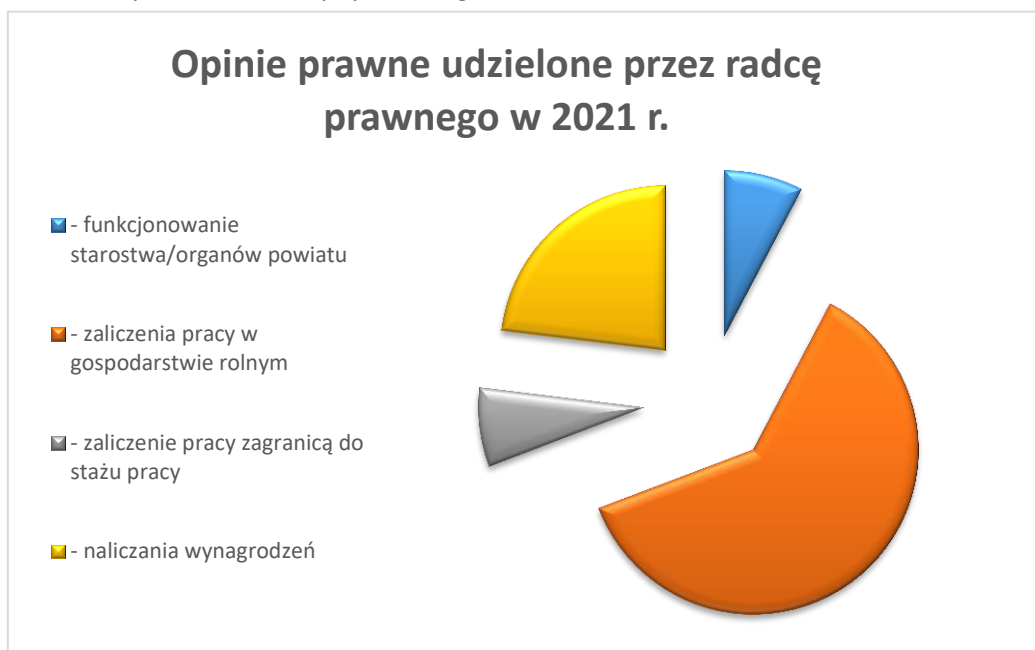 Opinie prawne udzielone przez radcę
prawnego w 2021 r.
- funkcjonowanie
starostwa/organów powiatu
- zaliczenia pracy w
gospodarstwie rolnym
- zaliczenie pracy zagranicą do
stażu pracy
- naliczania wynagrodzeń